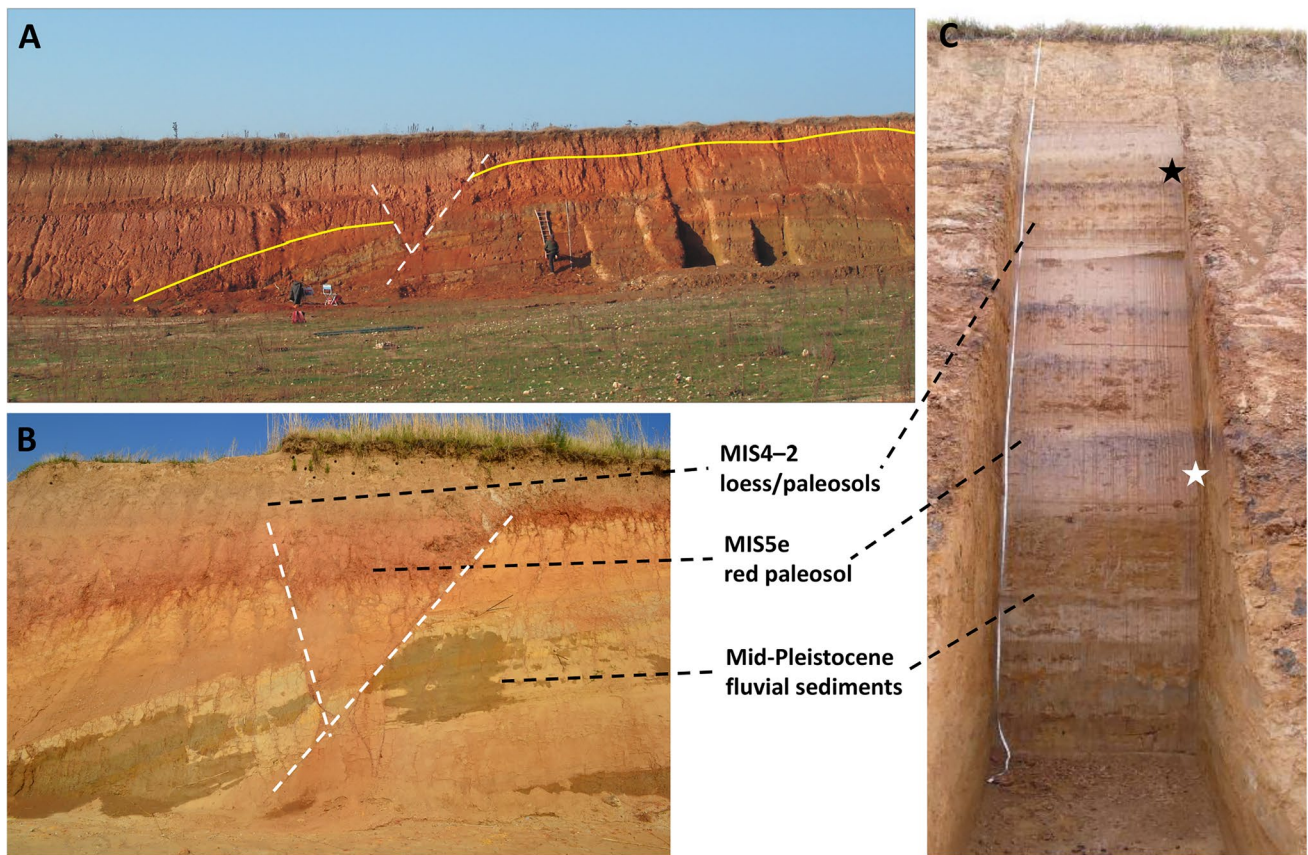 A
B
C
MIS4–2
loess/paleosols
MIS5e
red paleosol
Mid-Pleistocene
fluvial sediments